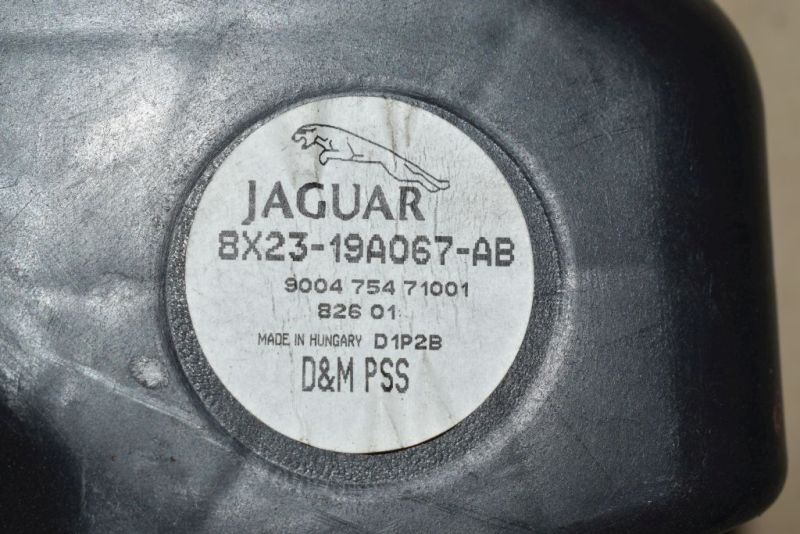 JAGUAR
8X23-19A067-AB
9004 754 71001
826 01
MADE IN HUNGARY D1P2B
D&M PSS